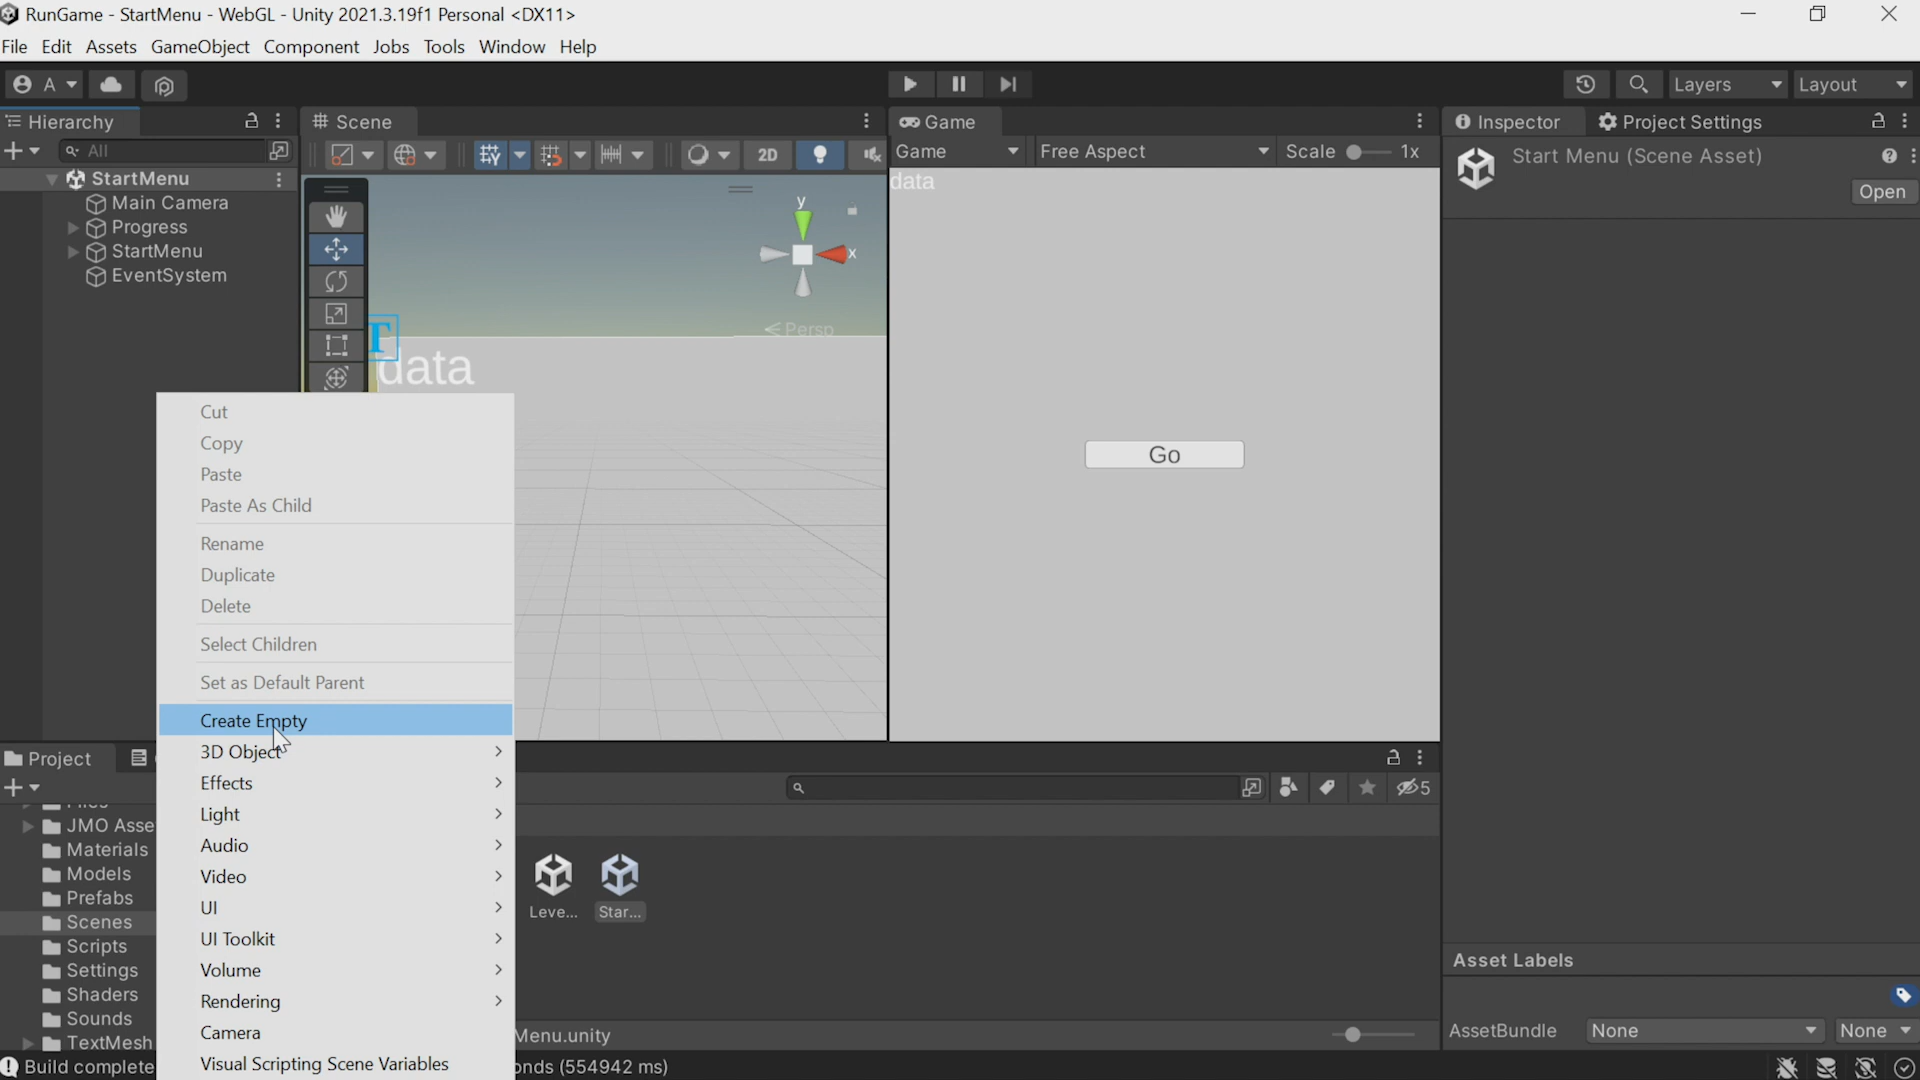 RunGame - StartMenu - WebGL - Unity 2021.3.19f1 Personal <DX11>
File Edit Assets GameObject Component Jobs Tools Window Help
A Layers Layout
Hierarchy Scene Game Inspector Project Settings
All 2D Game Free Aspect Scale 1x Start Menu (Scene Asset)
Open
StartMenu
Main Camera
Progress
StartMenu
EventSystem
y
x
Persp
data
data
Go
Cut
Copy
Paste
Paste As Child
Rename
Duplicate
Delete
Select Children
Set as Default Parent
Create Empty
3D Object
Effects
Light
Audio
Video
UI
UI Toolkit
Volume
Rendering
Camera
Visual Scripting Scene Variables
Project
5
JMO Asse
Materials
Models
Prefabs
Scenes
Scripts
Settings
Shaders
Sounds
TextMesh
Leve... Star...
Menu.unity
Asset Labels
AssetBundle None None
Build complete onds (554942 ms)